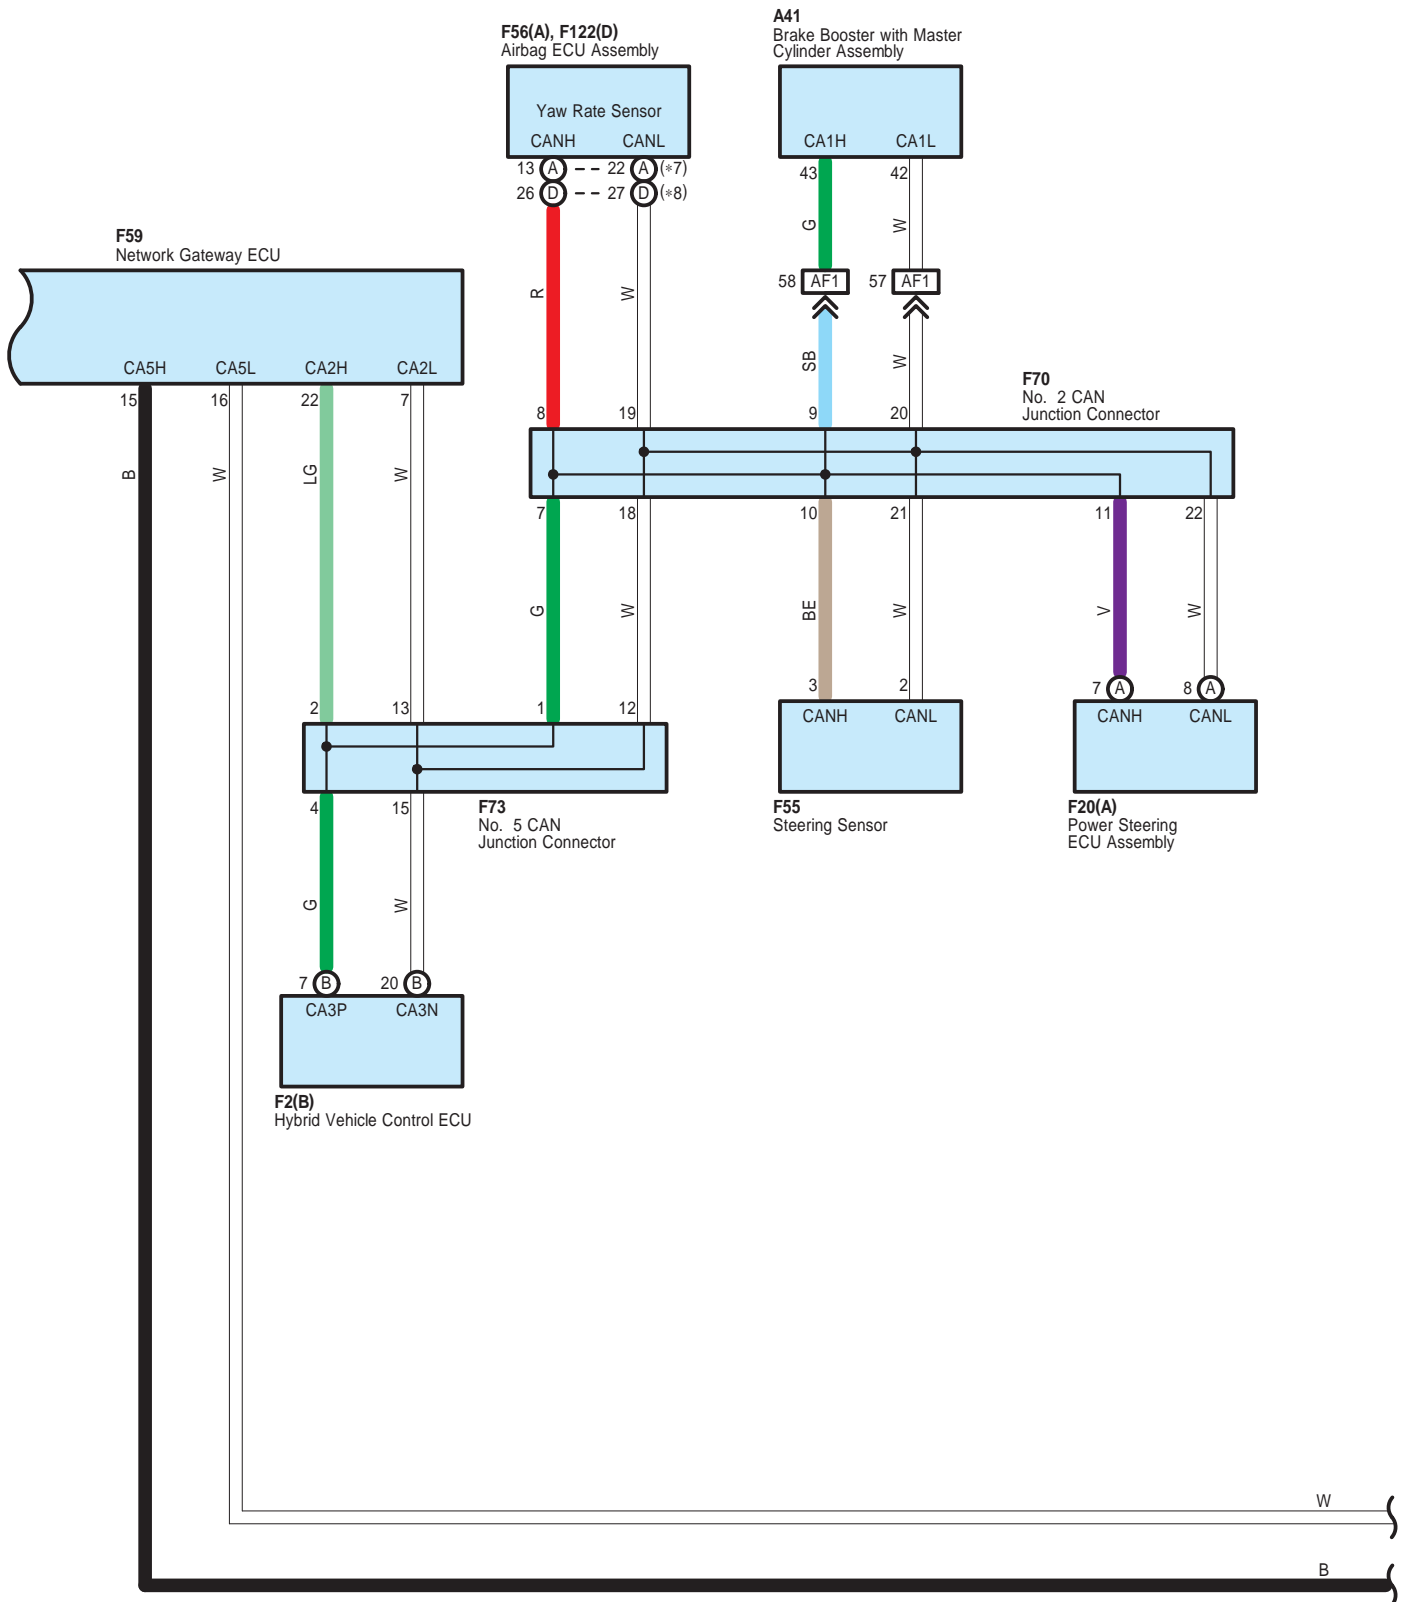 F56(A), F122(D)
Airbag ECU Assembly
Yaw Rate Sensor
CANH CANL
13 A 22 A (*7)
26 D 27 D (*8)
A41
Brake Booster with Master
Cylinder Assembly
CA1H CA1L
43 42
G W
58 AF1 57 AF1
F59
Network Gateway ECU
CA5H CA5L CA2H CA2L
15 16 22 7
B W LG W
R W
SB W
F70
No. 2 CAN
Junction Connector
8 19 9 20
7 18 10 21 11 22
G W BE W V W
2 13 1 12
3 2
CANH CANL
7 A 8 A
CANH CANL
4 15
F73
No. 5 CAN
Junction Connector
F55
Steering Sensor
F20(A)
Power Steering
ECU Assembly
G W
7 B 20 B
CA3P CA3N
F2(B)
Hybrid Vehicle Control ECU
W
B